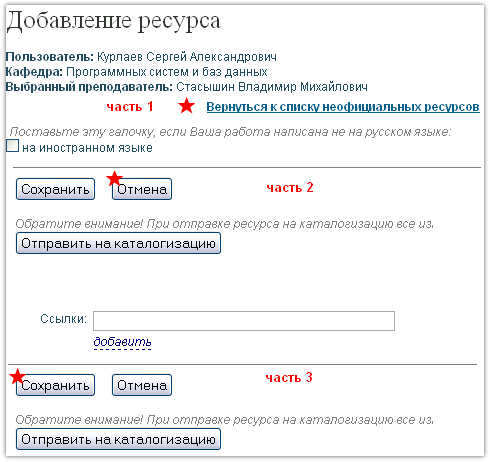 Добавление ресурса
Пользователь: Курлаев Сергей Александрович
Кафедра: Программных систем и баз данных
Выбранный преподаватель: Стасышин Владимир Михайлович
часть 1 Вернуться к списку неофициальных ресурсов
Поставьте эту галочку, если Ваша работа написана не на русском языке:
на иностранном языке
Сохранить Отмена часть 2
Обратите внимание! При отправке ресурса на каталогизацию все из
Отправить на каталогизацию
Ссылки:
добавить
Сохранить Отмена часть 3
Обратите внимание! При отправке ресурса на каталогизацию все из
Отправить на каталогизацию